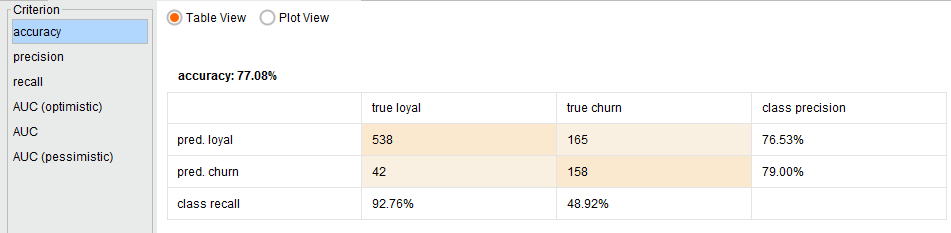 Criterion
accuracy
precision
recall
AUC (optimistic)
AUC
AUC (pessimistic)
Table View Plot View
accuracy: 77.08%
true loyal true churn class precision
pred. loyal 538 165 76.53%
pred. churn 42 158 79.00%
class recall 92.76% 48.92%